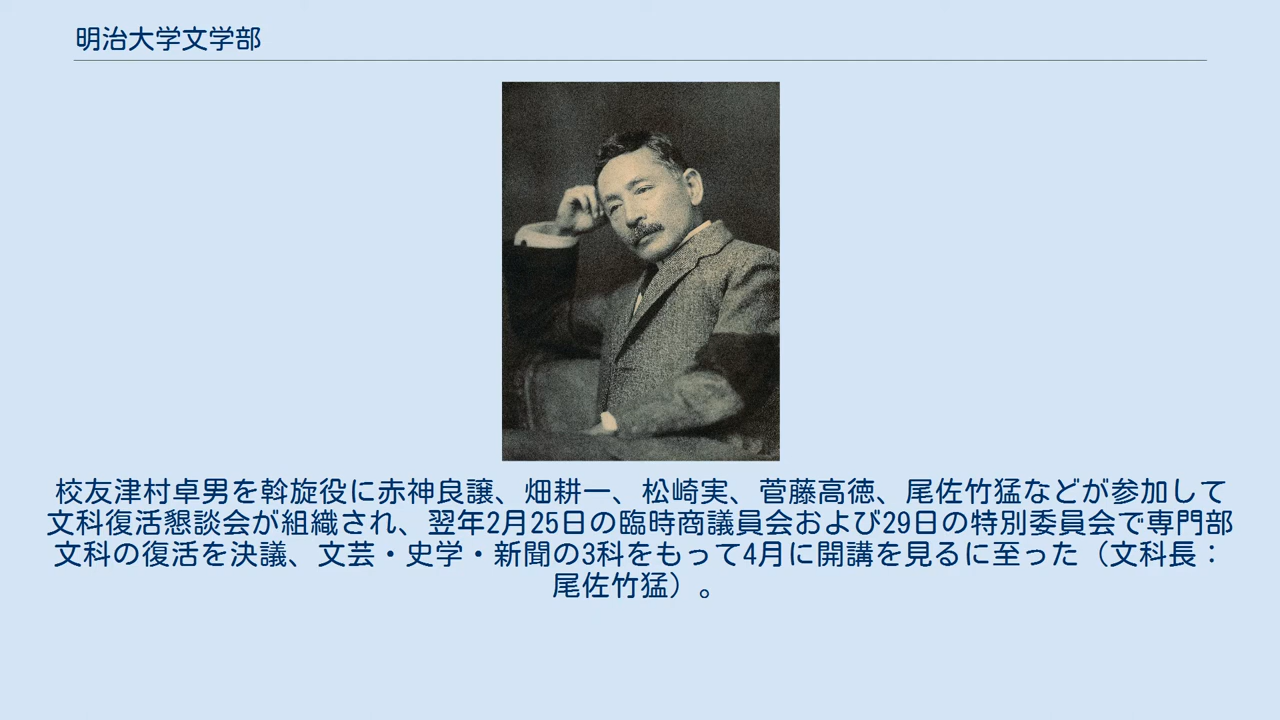 明治大学文学部
校友津村卓男を斡旋役に赤神良譲、畑耕一、松崎実、菅藤高徳、尾佐竹猛などが参加して
文科復活懇談会が組織され、翌年2月25日の臨時商議員会および29日の特別委員会で専門部
文科の復活を決議、文芸・史学・新聞の3科をもって4月に開講を見るに至った（文科長：
尾佐竹猛）。